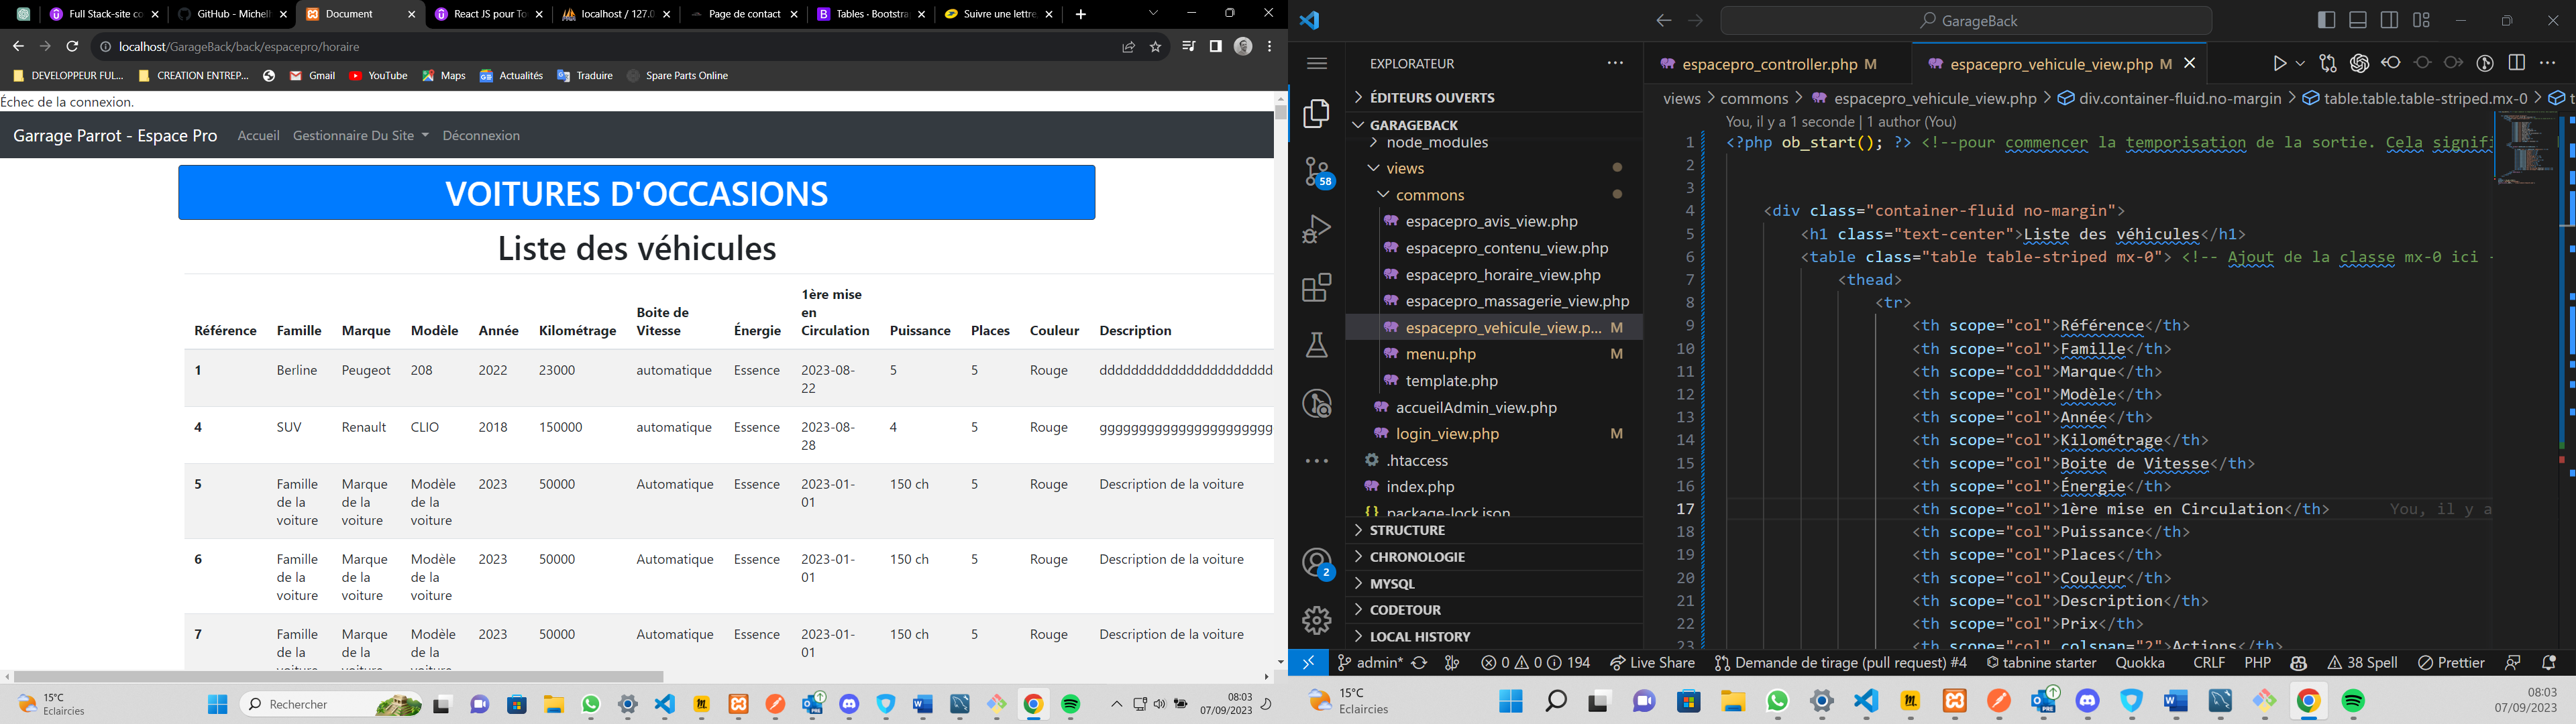 Full Stack-site co
GitHub - Michelh
Document
React JS pour To
localhost / 127.0
Page de contact
Tables · Bootstrap
Suivre une lettre
localhost/GarageBack/back/espacepro/horaire
DEVELOPPEUR FUL...
CREATION ENTREP...
Gmail
YouTube
Maps
Actualités
Traduire
Spare Parts Online
Échec de la connexion.
Garrage Parrot - Espace Pro
Accueil
Gestionnaire Du Site
Déconnexion
VOITURES D'OCCASIONS
Liste des véhicules
Référence Famille Marque Modèle Année Kilométrage Boite de Vitesse Énergie 1ère mise en Circulation Puissance Places Couleur Description
1 Berline Peugeot 208 2022 23000 automatique Essence 2023-08-22 5 5 Rouge dddddddddddddddddddddd
4 SUV Renault CLIO 2018 150000 automatique Essence 2023-08-28 4 5 Rouge gggggggggggggggggggggg
5 Famille de la voiture Marque de la voiture Modèle de la voiture 2023 50000 Automatique Essence 2023-01-01 150 ch 5 Rouge Description de la voiture
6 Famille de la voiture Marque de la voiture Modèle de la voiture 2023 50000 Automatique Essence 2023-01-01 150 ch 5 Rouge Description de la voiture
7 Famille de la voiture Marque de la voiture Modèle de la voiture 2023 50000 Automatique Essence 2023-01-01 150 ch 5 Rouge Description de la voiture
15°C
Eclaircies
Rechercher
PRE
08:03
07/09/2023
GarageBack
EXPLORATEUR
ÉDITEURS OUVERTS
GARAGEBACK
node_modules
views
commons
espacepro_avis_view.php
espacepro_contenu_view.php
espacepro_horaire_view.php
espacepro_massagerie_view.php
espacepro_vehicule_view.p... M
menu.php M
template.php
accueilAdmin_view.php
login_view.php M
.htaccess
index.php
package-lock.json
STRUCTURE
CHRONOLOGIE
MYSQL
CODETOUR
LOCAL HISTORY
58
2
espacepro_controller.php M
espacepro_vehicule_view.php M
views > commons > espacepro_vehicule_view.php > div.container-fluid.no-margin > table.table.table-striped.mx-0 > t
You, il y a 1 seconde | 1 author (You)
1 <?php ob_start(); ?> <!--pour commencer la temporisation de la sortie. Cela signifi
2
3
4 <div class="container-fluid no-margin">
5 <h1 class="text-center">Liste des véhicules</h1>
6 <table class="table table-striped mx-0"> <!-- Ajout de la classe mx-0 ici -
7 <thead>
8 <tr>
9 <th scope="col">Référence</th>
10 <th scope="col">Famille</th>
11 <th scope="col">Marque</th>
12 <th scope="col">Modèle</th>
13 <th scope="col">Année</th>
14 <th scope="col">Kilométrage</th>
15 <th scope="col">Boite de Vitesse</th>
16 <th scope="col">Énergie</th>
17 <th scope="col">1ère mise en Circulation</th> You, il y a
18 <th scope="col">Puissance</th>
19 <th scope="col">Places</th>
20 <th scope="col">Couleur</th>
21 <th scope="col">Description</th>
22 <th scope="col">Prix</th>
23 <th scope="col" colspan="2">Actions</th>
admin* 0 0 194 Live Share Demande de tirage (pull request) #4 tabnine starter Quokka CRLF PHP 38 Spell Prettier
15°C
Eclaircies
PRE
08:03
07/09/2023